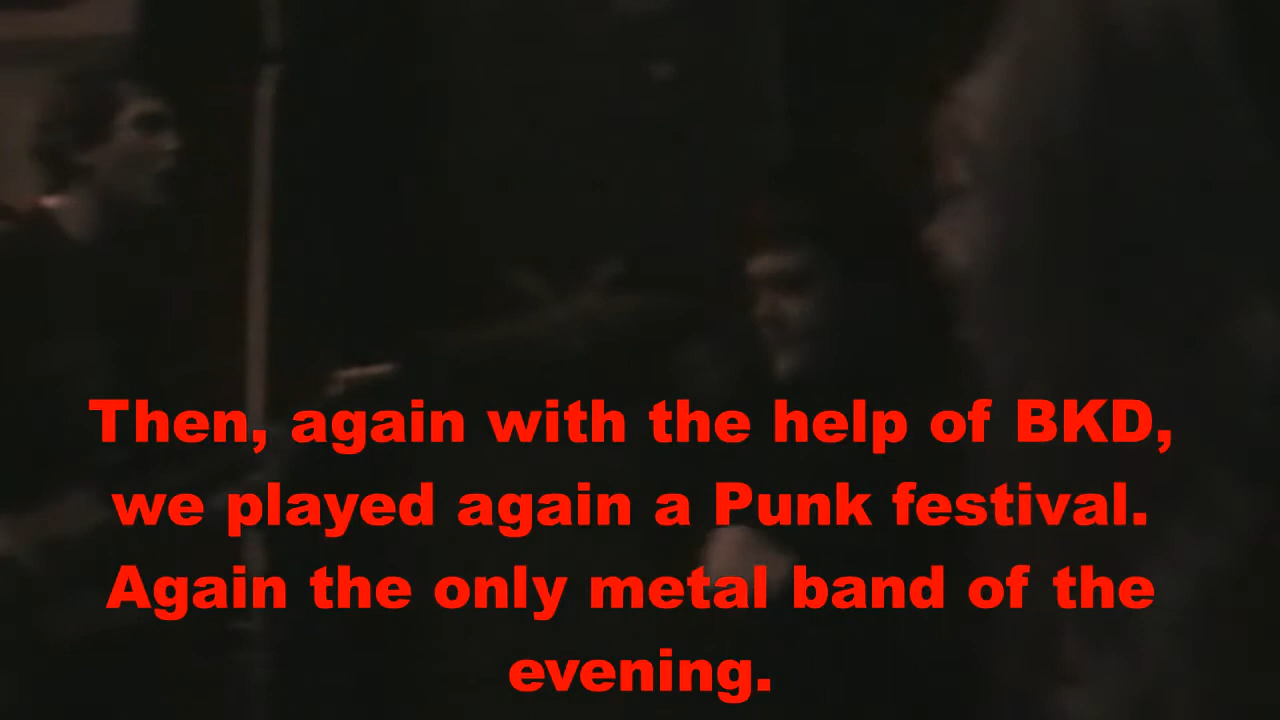 Then, again with the help of BKD,
we played again a Punk festival.
Again the only metal band of the
evening.